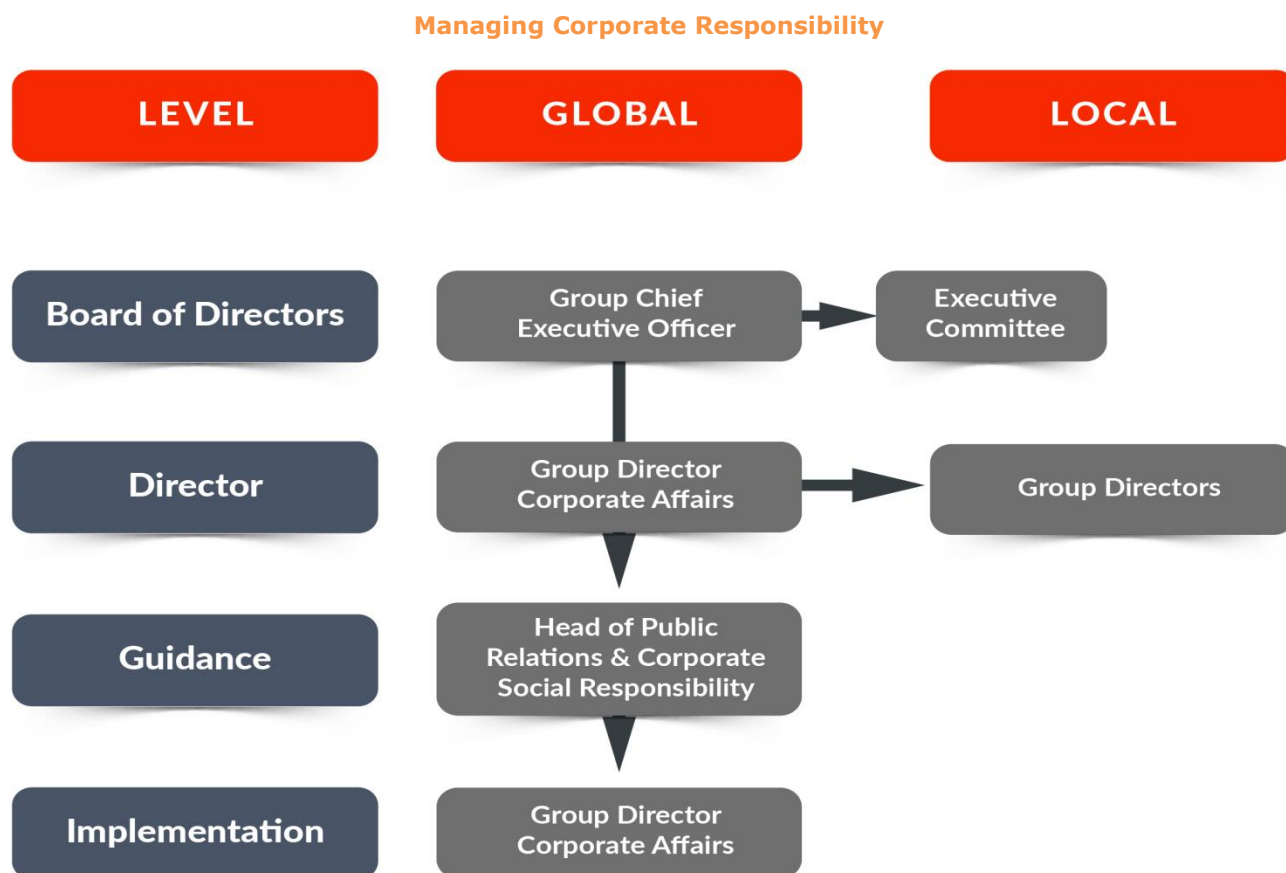 Managing Corporate Responsibility
LEVEL
GLOBAL
LOCAL
Board of Directors
Group Chief
Executive Officer
Executive
Committee
Director
Group Director
Corporate Affairs
Group Directors
Guidance
Head of Public
Relations & Corporate
Social Responsibility
Implementation
Group Director
Corporate Affairs